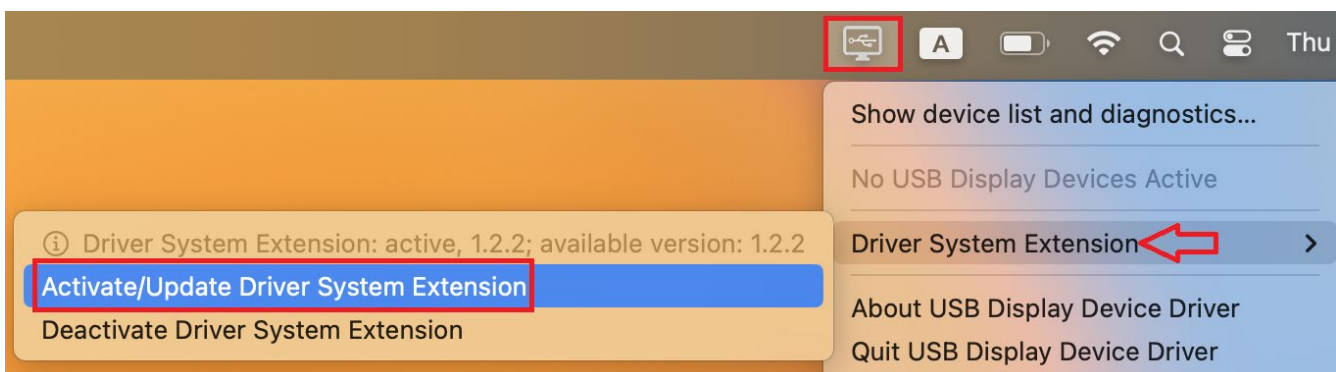 A
Thu
Show device list and diagnostics...
No USB Display Devices Active
Driver System Extension
ⓘ Driver System Extension: active, 1.2.2; available version: 1.2.2
Activate/Update Driver System Extension
Deactivate Driver System Extension
About USB Display Device Driver
Quit USB Display Device Driver